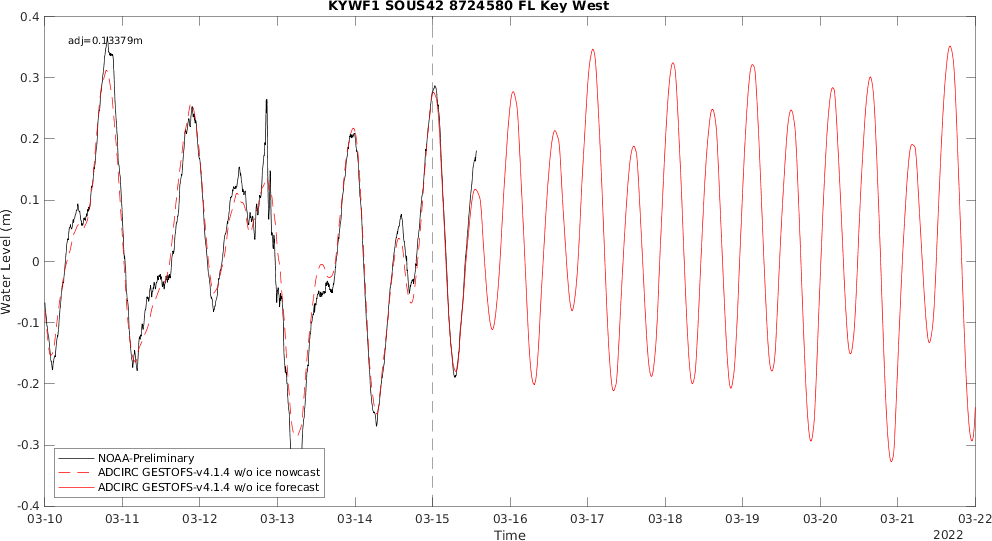 KYWF1 SOUS42 8724580 FL Key West
adj=0.13379m
Water Level (m)
0.4
0.3
0.2
0.1
0
-0.1
-0.2
-0.3
-0.4
NOAA-Preliminary
ADCIRC GESTOFS-v4.1.4 w/o ice nowcast
ADCIRC GESTOFS-v4.1.4 w/o ice forecast
03-10 03-11 03-12 03-13 03-14 03-15 03-16 03-17 03-18 03-19 03-20 03-21 03-22
Time
2022